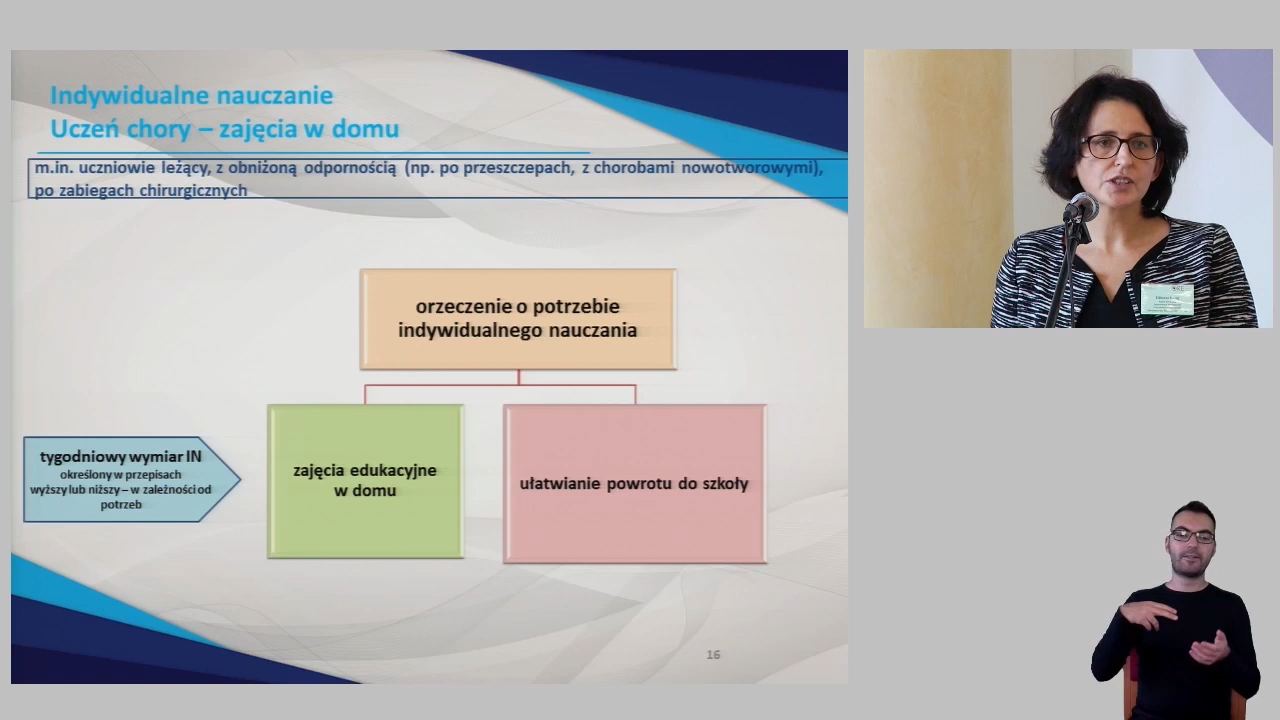 Indywidualne nauczanie
Uczeń chory – zajęcia w domu
m.in. uczniowie leżący, z obniżoną odpornością (np. po przeszczepach, z chorobami nowotworowymi),
po zabiegach chirurgicznych
orzeczenie o potrzebie
indywidualnego nauczania
tygodniowy wymiar IN
określony w przepisach
wyższy lub niższy – w zależności od
potrzeb
zajęcia edukacyjne
w domu
ułatwianie powrotu do szkoły
16